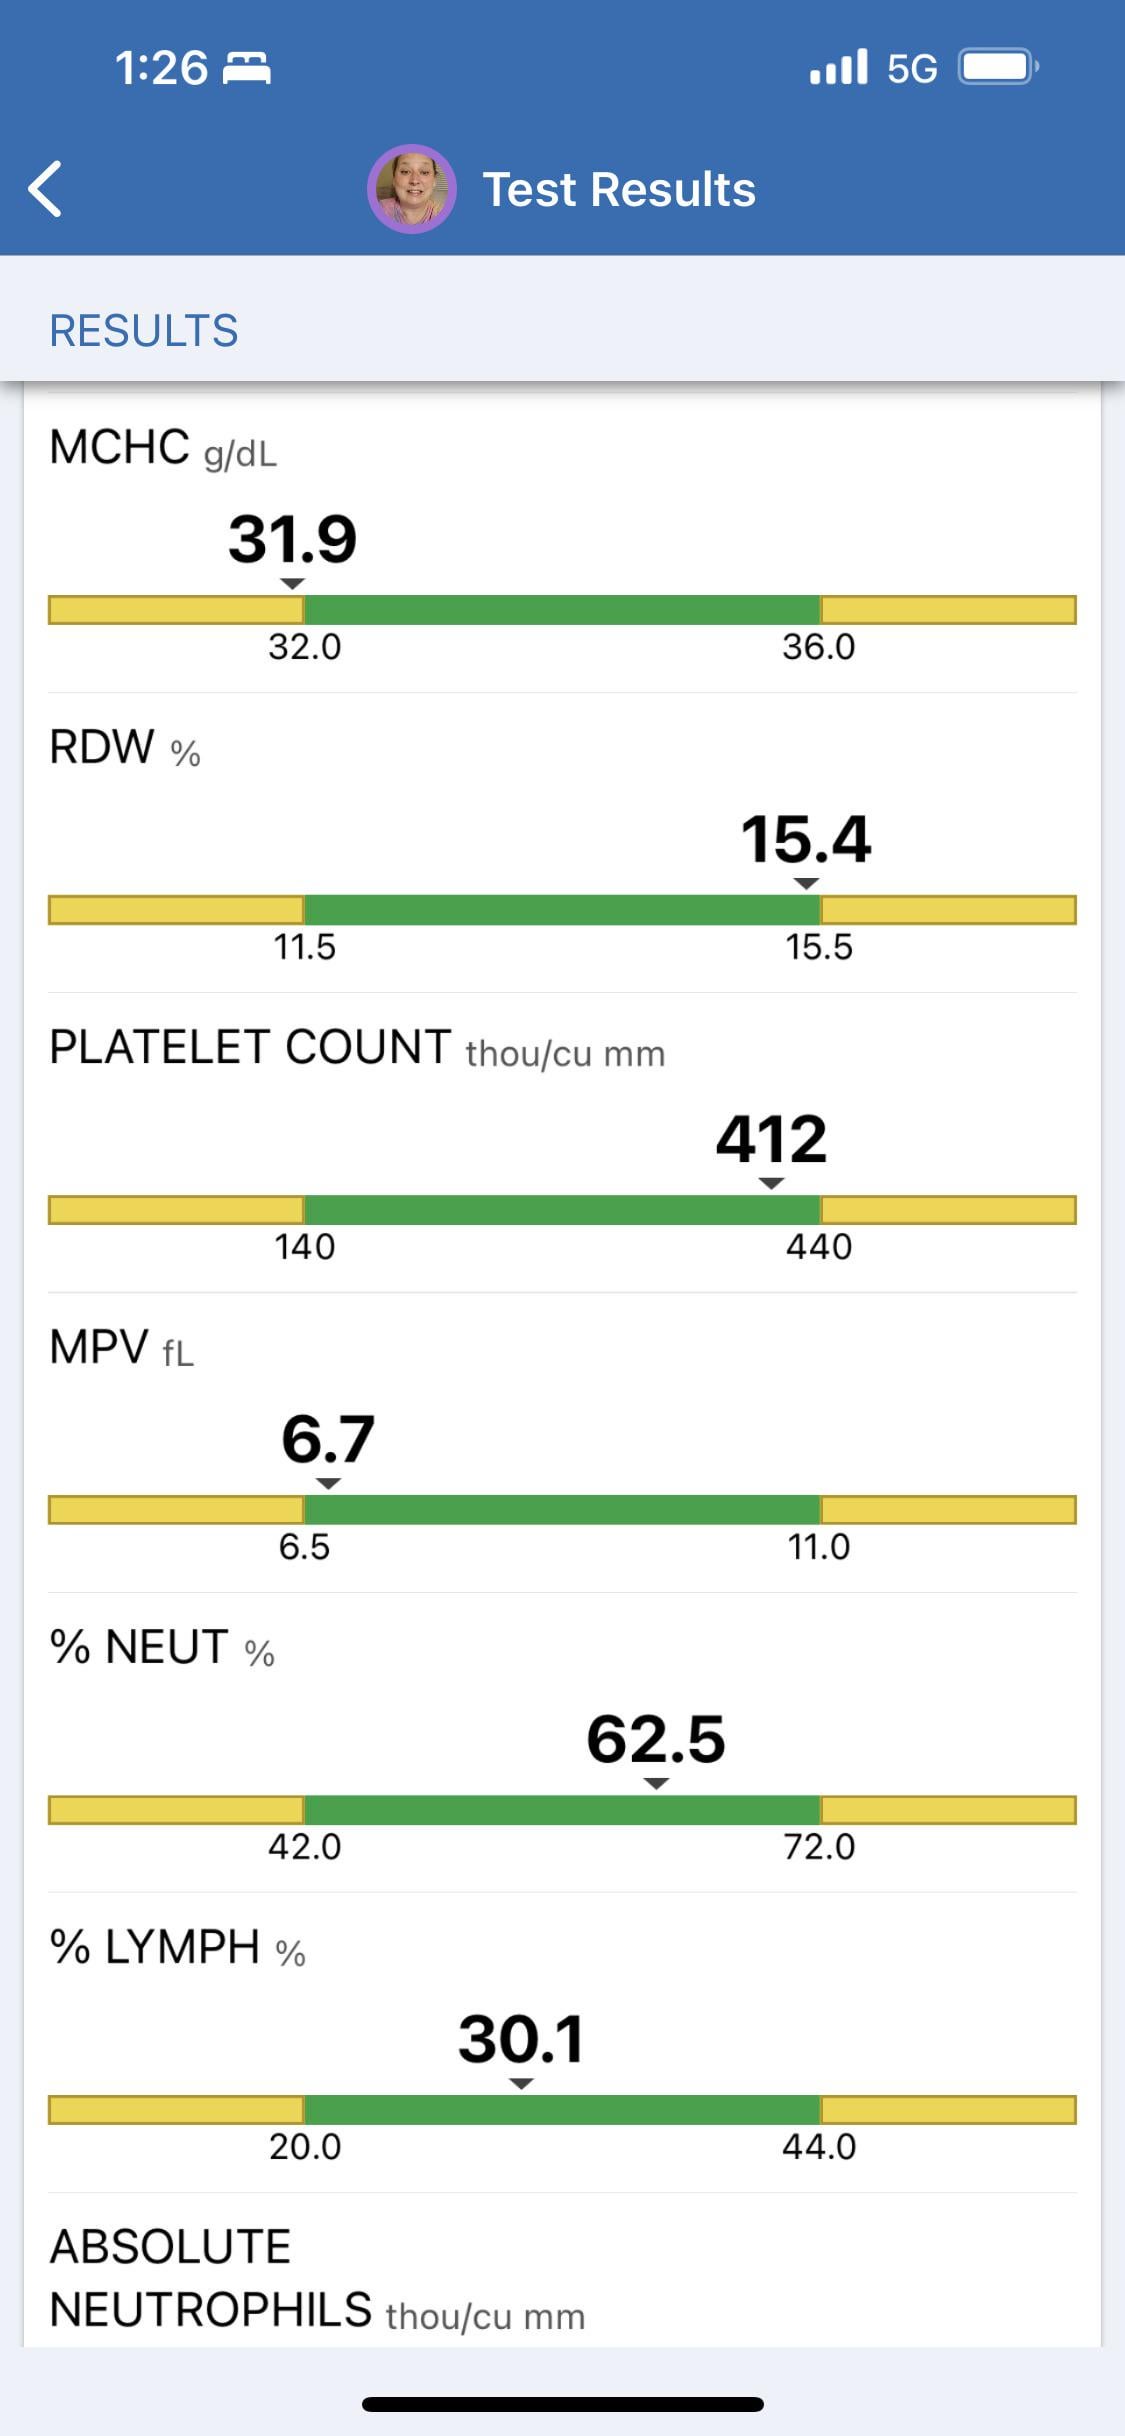 1:26 5G
Test Results
RESULTS
MCHC g/dL
31.9
32.0 36.0
RDW %
15.4
11.5 15.5
PLATELET COUNT thou/cu mm
412
140 440
MPV fL
6.7
6.5 11.0
% NEUT %
62.5
42.0 72.0
% LYMPH %
30.1
20.0 44.0
ABSOLUTE
NEUTROPHILS thou/cu mm